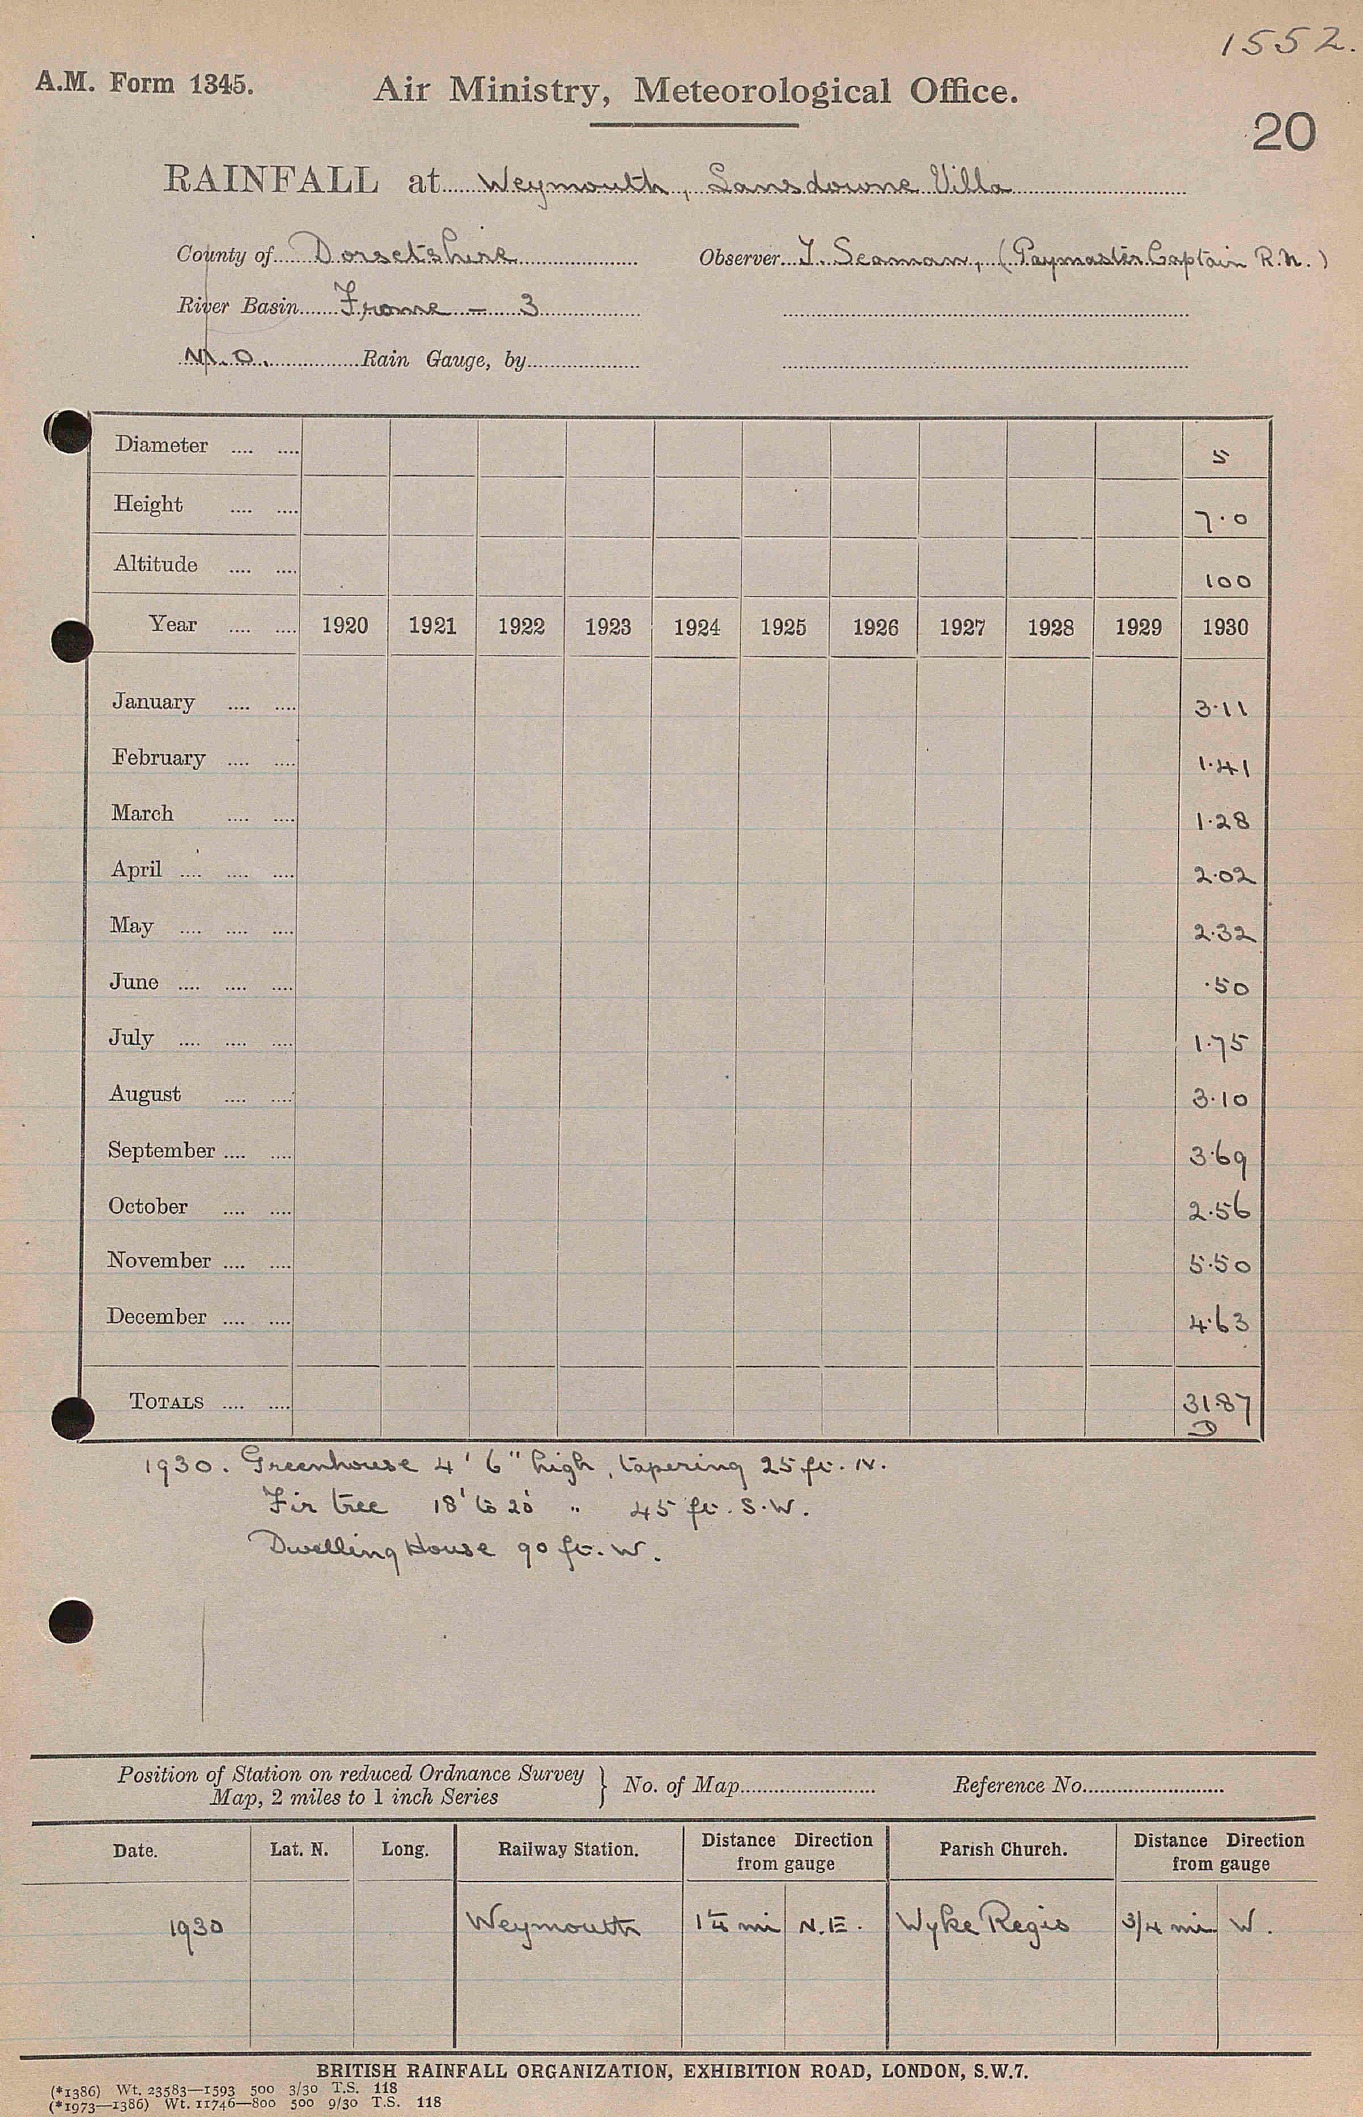 1552.
A.M. Form 1345. Air Ministry, Meteorological Office.
20
RAINFALL at Weymouth, Lansdowne Villa
County of Dorsetshire Observer J. Seaman, (Paymaster Captain R.N.)
River Basin Frome - 3
M.O. Rain Gauge, by
Diameter .... .... 5
Height .... .... 7.0
Altitude .... .... 100
Year .... .... 1920 1921 1922 1923 1924 1925 1926 1927 1928 1929 1930
January .... .... 3.11
February .... .... 1.41
March .... .... 1.28
April .... .... .... 2.02
May .... .... .... 2.32
June .... .... .... .50
July .... .... .... 1.75
August .... .... 3.10
September .... .... 3.69
October .... .... 2.56
November .... .... 5.50
December .... .... 4.63
TOTALS .... .... 31.87
D
1930. Greenhouse 4' 6" high, tapering 25 ft. N.
Fir tree 18' to 20' " 45 ft. S.W.
Dwelling House 90 ft. W.
Position of Station on reduced Ordnance Survey } No. of Map Reference No.
Map, 2 miles to 1 inch Series
Date. Lat. N. Long. Railway Station. Distance Direction from gauge Parish Church. Distance Direction from gauge
1930 Weymouth 1¼ mi N.E. Wyke Regis 3/4 mi W.
BRITISH RAINFALL ORGANIZATION, EXHIBITION ROAD, LONDON, S.W.7.
(*1386) Wt. 23583—1593 500 3/30 T.S. 118
(*1973—1386) Wt. 11746—800 500 9/30 T.S. 118